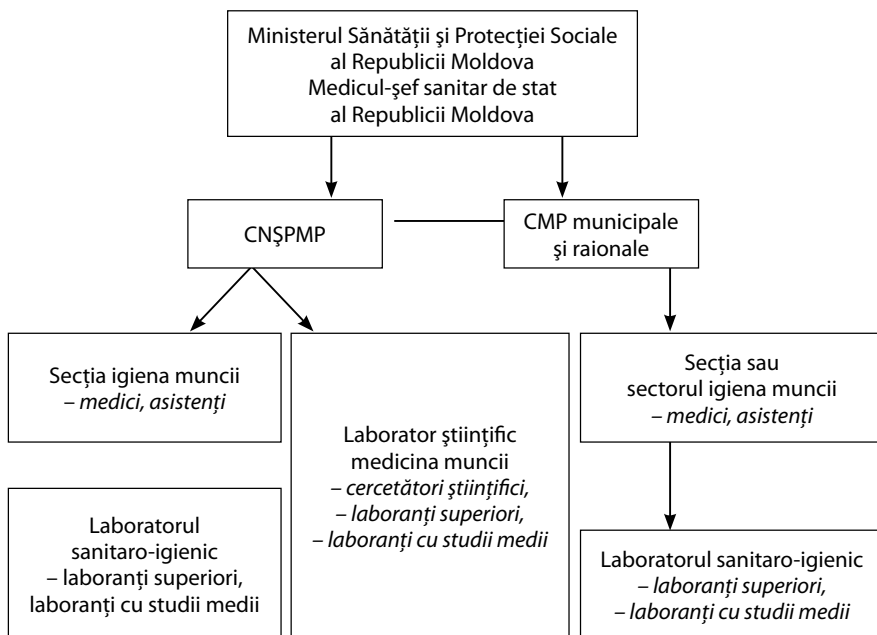 Ministerul Sănătăţii şi Protecţiei Sociale
al Republicii Moldova
Medicul-şef sanitar de stat
al Republicii Moldova
CNŞPMP
CMP municipale
şi raionale
Secţia igiena muncii
– medici, asistenţi
Laboratorul
sanitaro-igienic
– laboranţi superiori,
laboranţi cu studii medii
Laborator ştiinţific
medicina muncii
– cercetători ştiinţifici,
– laboranţi superiori,
– laboranţi cu studii medii
Secţia sau
sectorul igiena muncii
– medici, asistenţi
Laboratorul sanitaro-igienic
– laboranţi superiori,
– laboranţi cu studii medii